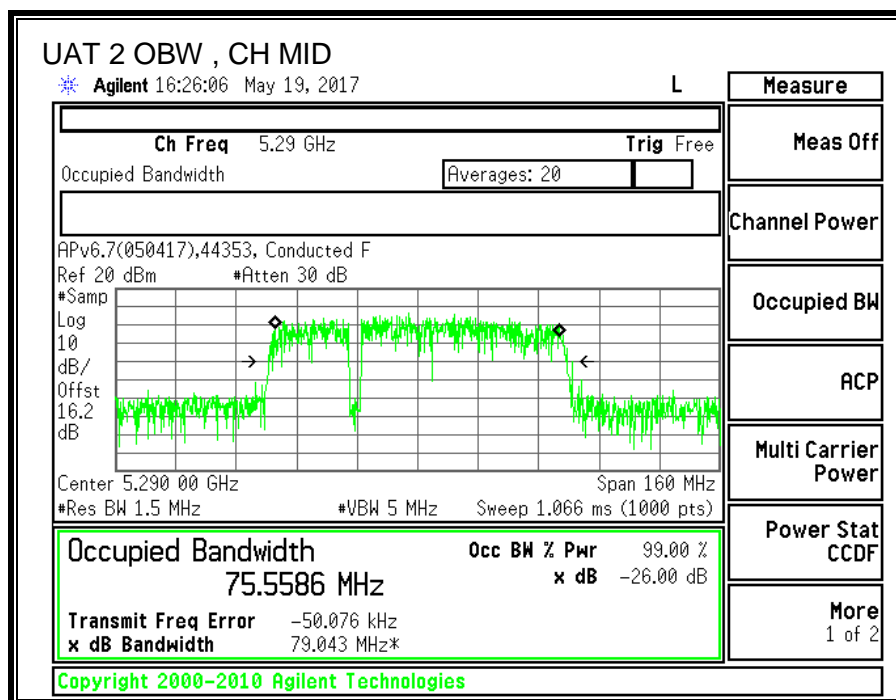 UAT 2 OBW , CH MID
Agilent 16:26:06 May 19, 2017 L
Measure
Ch Freq 5.29 GHz Trig Free
Meas Off
Occupied Bandwidth Averages: 20
Channel Power
APv6.7(050417),44353, Conducted F
Ref 20 dBm #Atten 30 dB
#Samp
Log
10
dB/
Offst
16.2
dB
Occupied BW
ACP
Center 5.290 00 GHz Span 160 MHz
#Res BW 1.5 MHz #VBW 5 MHz Sweep 1.066 ms (1000 pts)
Multi Carrier
Power
Occupied Bandwidth
75.5586 MHz
Occ BW % Pwr 99.00 %
x dB -26.00 dB
Transmit Freq Error -50.076 kHz
x dB Bandwidth 79.043 MHz*
Power Stat
CCDF
More
1 of 2
Copyright 2000-2010 Agilent Technologies